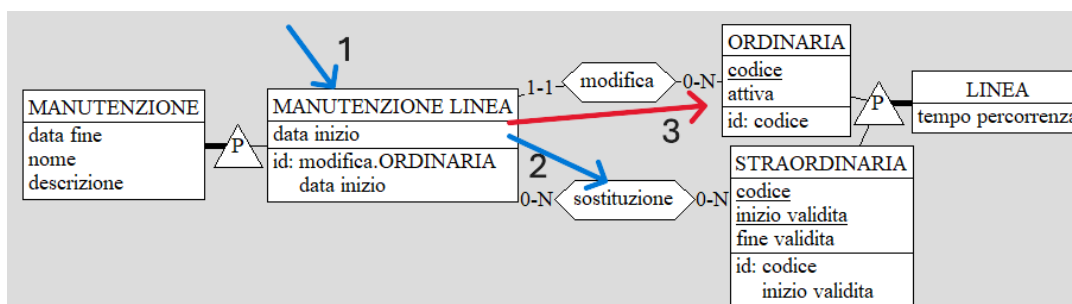 1
ORDINARIA
codice
attiva
id: codice
1-1
modifica
0-N
P
LINEA
tempo percorrenza
MANUTENZIONE
data fine
nome
descrizione
P
MANUTENZIONE LINEA
data inizio
id: modifica.ORDINARIA
data inizio
3
2
0-N
sostituzione
0-N
STRAORDINARIA
codice
inizio validita
fine validita
id: codice
inizio validita